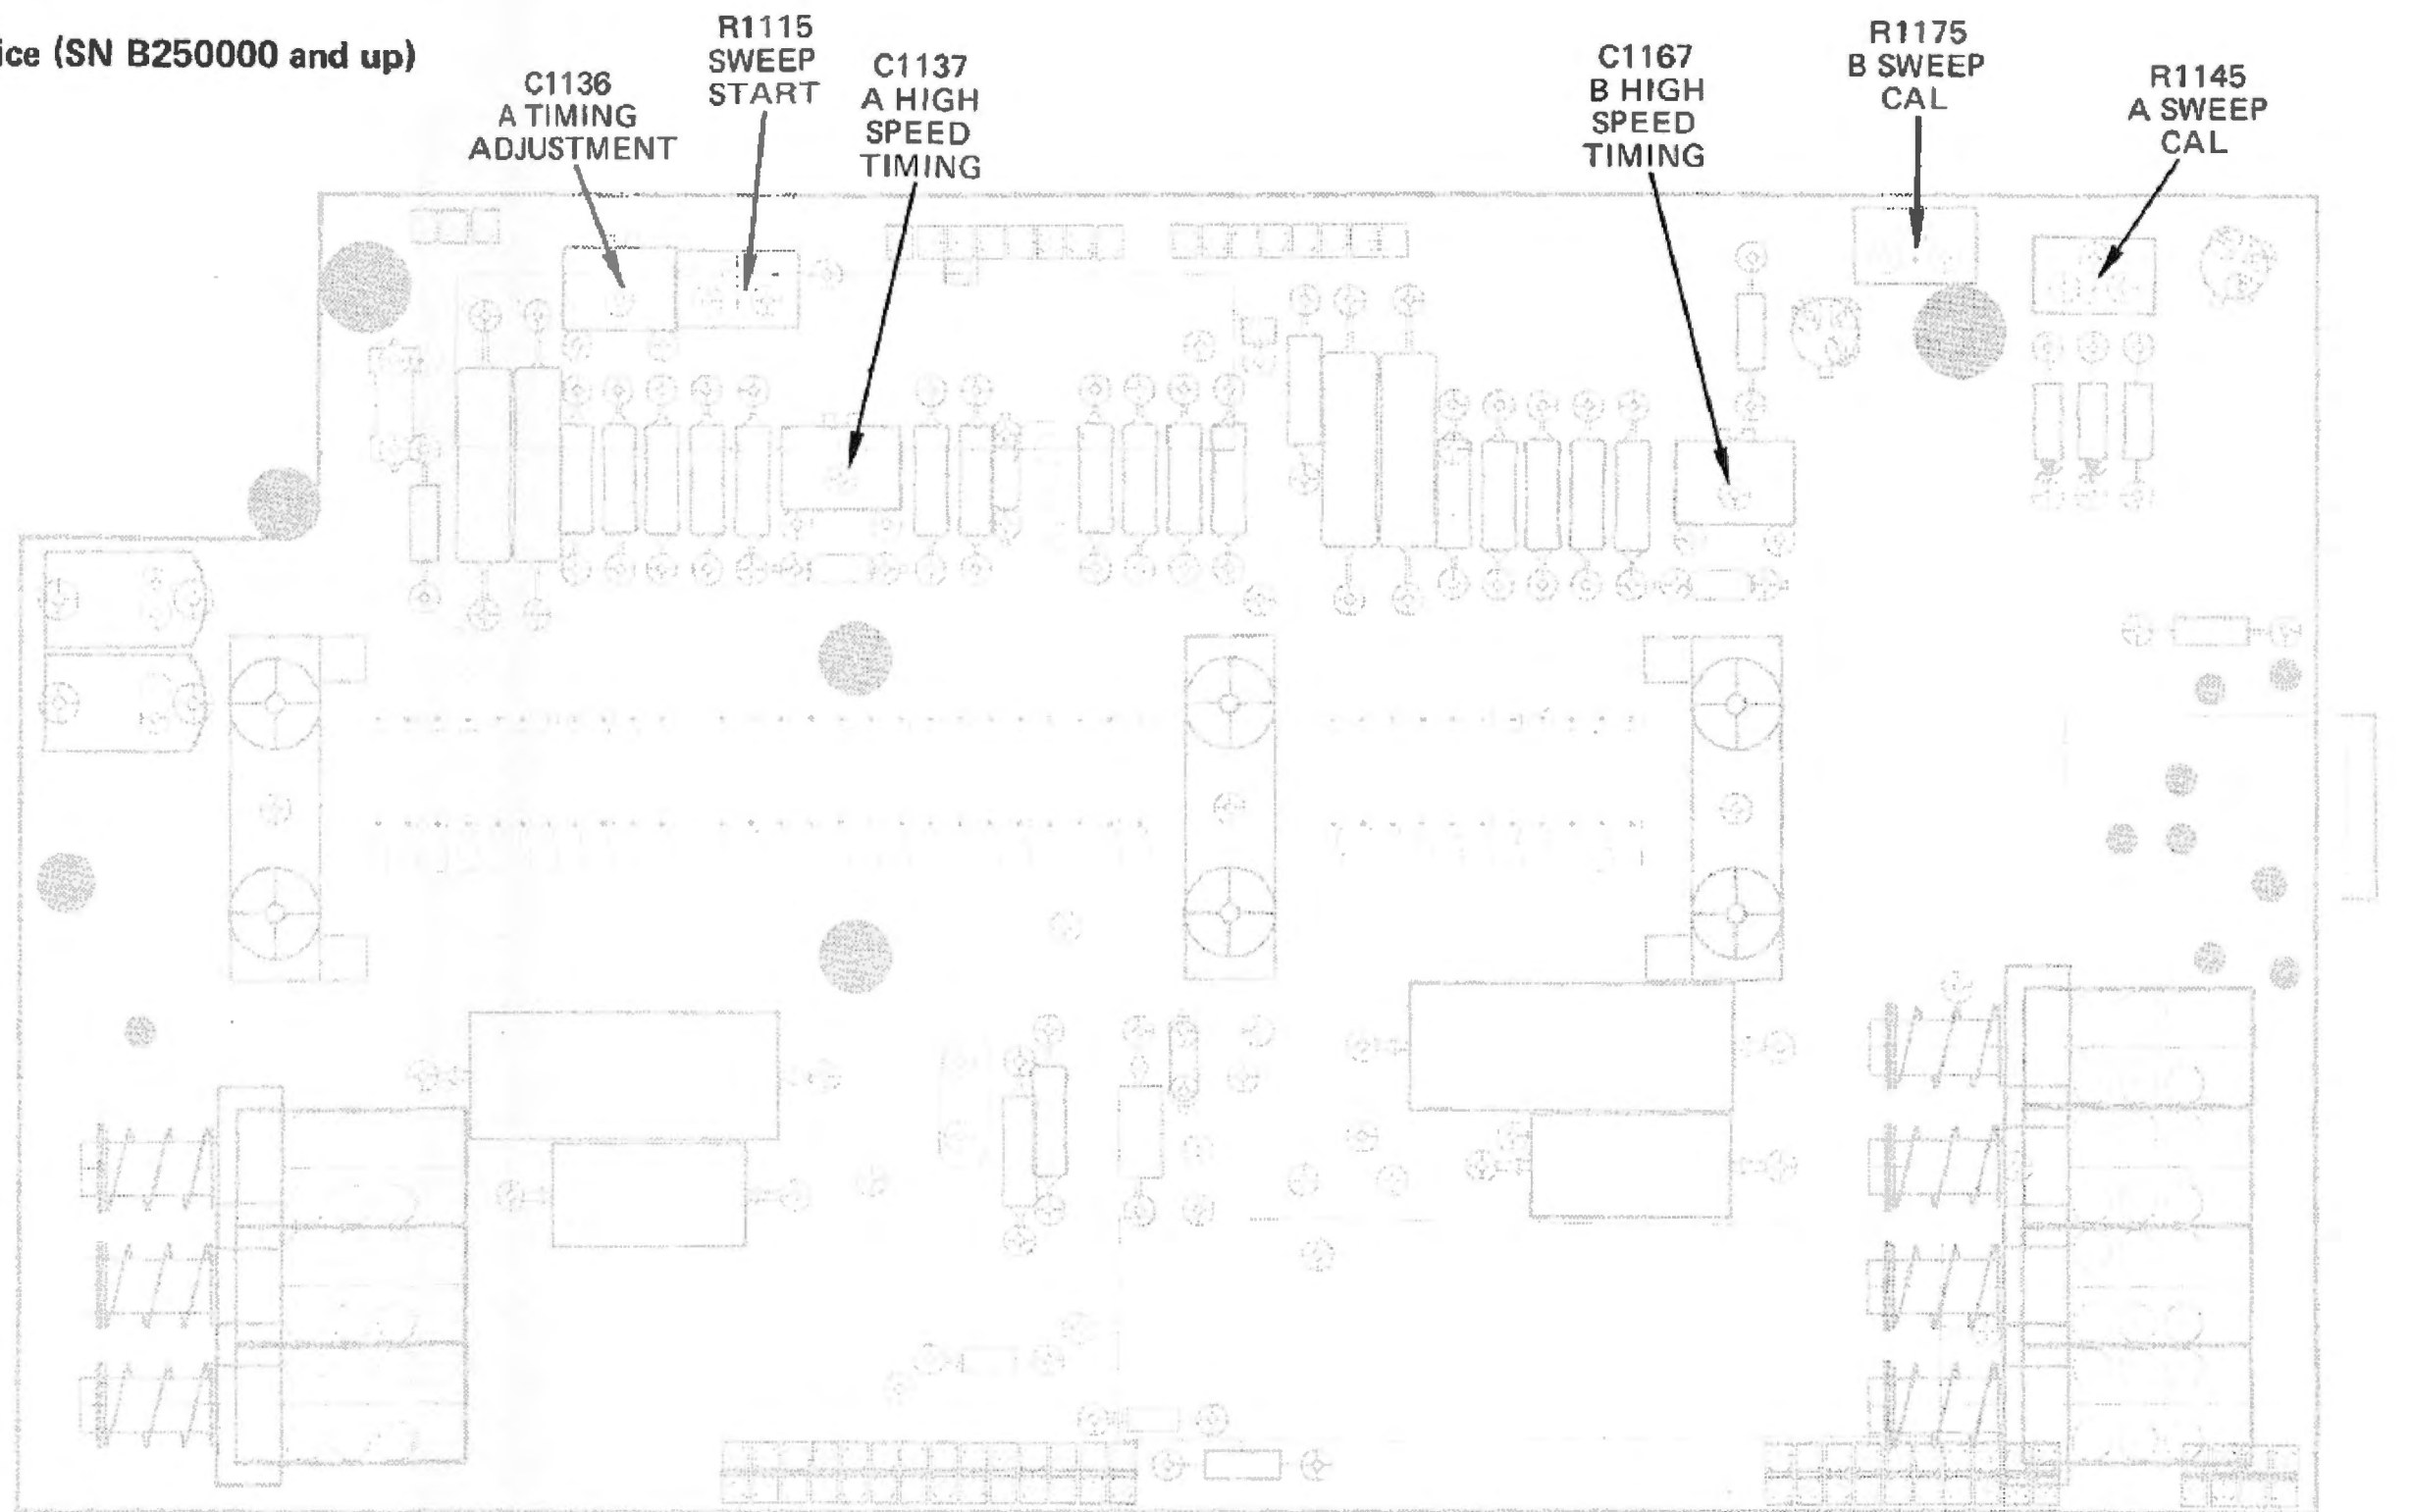 ice (SN B250000 and up)
C1136
A TIMING
ADJUSTMENT
R1115
SWEEP
START
C1137
A HIGH
SPEED
TIMING
C1167
B HIGH
SPEED
TIMING
R1175
B SWEEP
CAL
R1145
A SWEEP
CAL